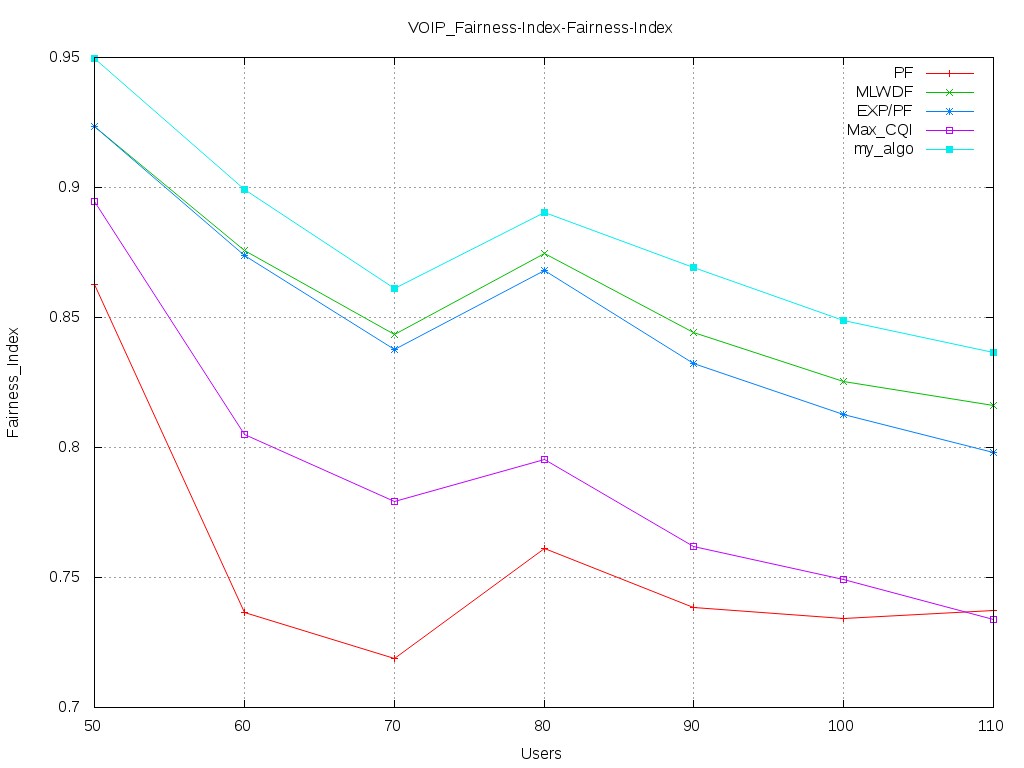 VOIP_Fairness-Index-Fairness-Index
0.95
0.9
0.85
0.8
0.75
0.7
Fairness_Index
PF
MLWDF
EXP/PF
Max_CQI
my_algo
50 60 70 80 90 100 110
Users